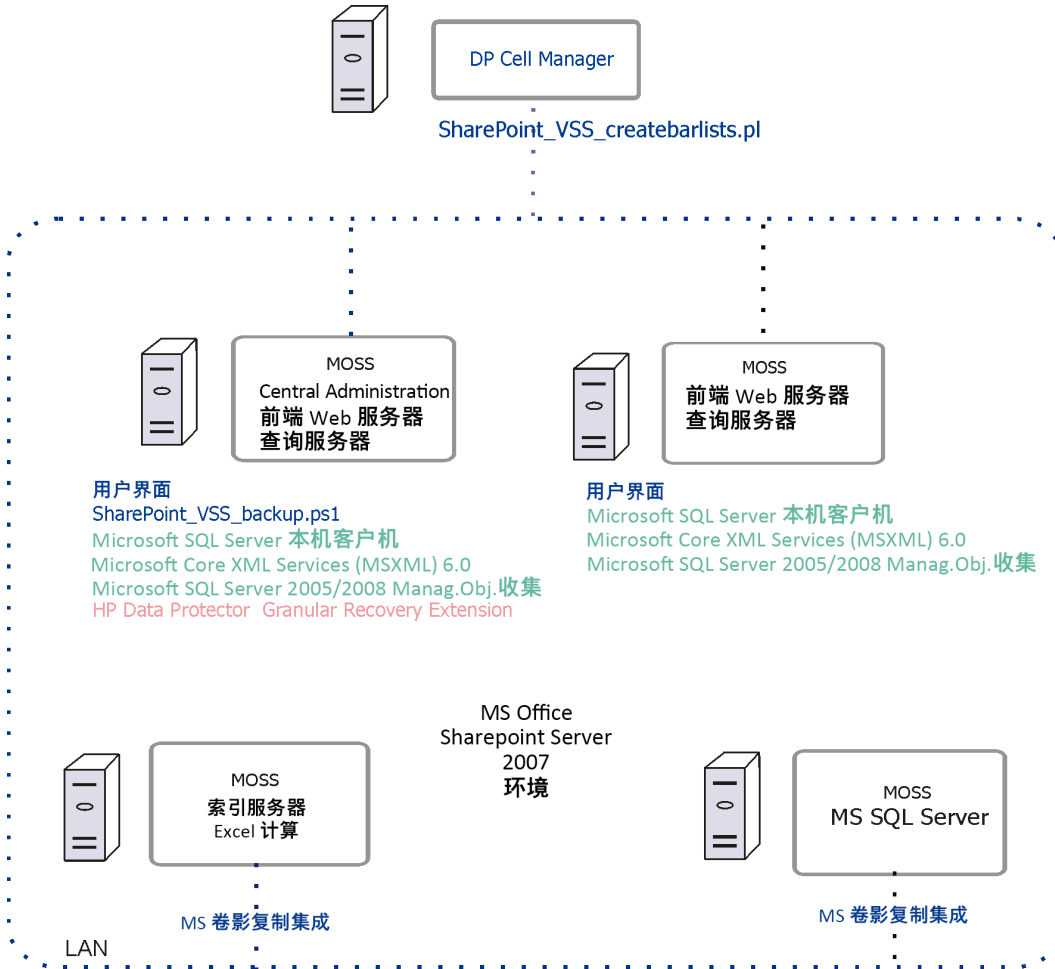 DP Cell Manager
SharePoint_VSS_createbarlists.pl
MOSS
Central Administration
前端 Web 服务器
查询服务器
MOSS
前端 Web 服务器
查询服务器
用户界面
SharePoint_VSS_backup.ps1
Microsoft SQL Server 本机客户机
Microsoft Core XML Services (MSXML) 6.0
Microsoft SQL Server 2005/2008 Manag.Obj.收集
HP Data Protector Granular Recovery Extension
用户界面
Microsoft SQL Server 本机客户机
Microsoft Core XML Services (MSXML) 6.0
Microsoft SQL Server 2005/2008 Manag.Obj.收集
MS Office
Sharepoint Server
2007
环境
MOSS
索引服务器
Excel 计算
MOSS
MS SQL Server
MS 卷影复制集成
MS 卷影复制集成
LAN